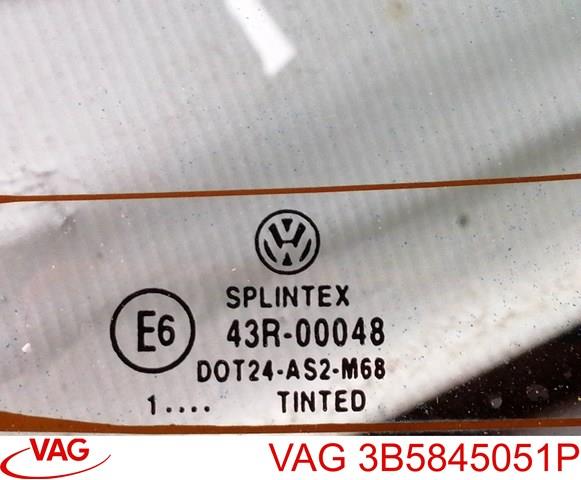 SPLINTEX
E6 43R-00048
DOT24-AS2-M68
1.... TINTED
VAG VAG 3B5845051P